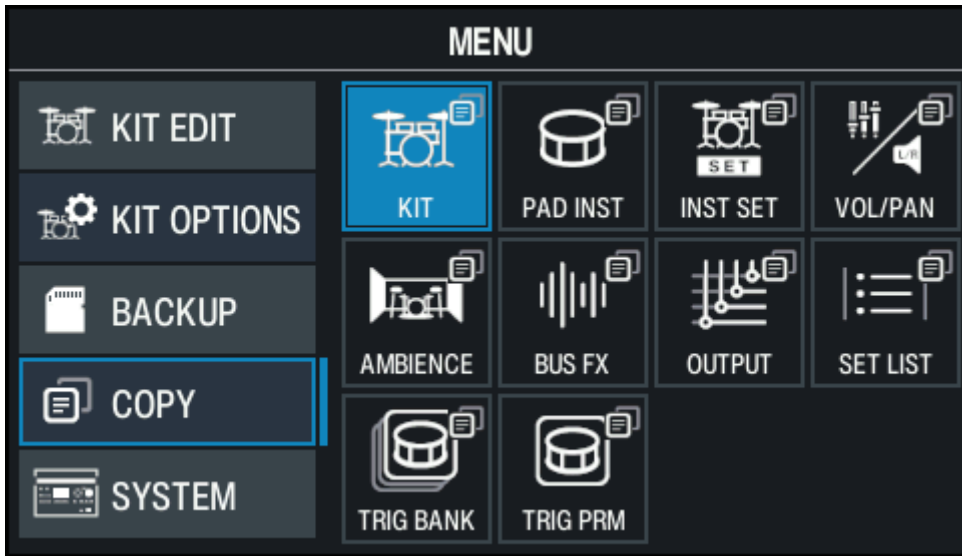 MENU
KIT EDIT
KIT OPTIONS
BACKUP
COPY
SYSTEM
KIT
PAD INST
SET
INST SET
L/R
VOL/PAN
AMBIENCE
BUS FX
OUTPUT
SET LIST
TRIG BANK
TRIG PRM